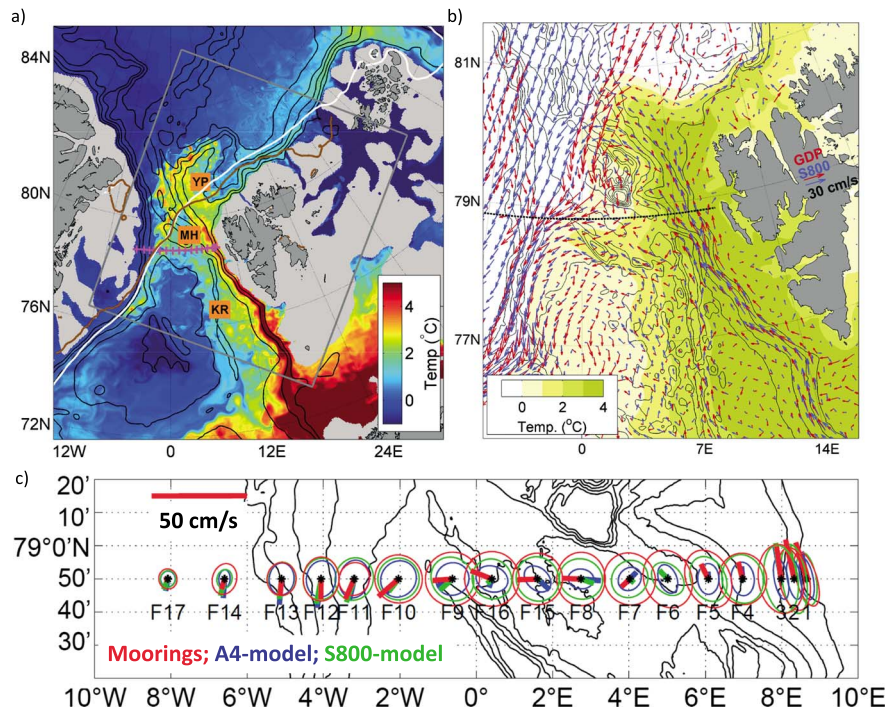 a)
b)
84N
80N
76N
72N
12W
0
12E
24E
YP
MH
KR
4
2
0
Temp. °C
81N
79N
77N
0
7E
14E
GDP
S800
30 cm/s
0
2
4
Temp. (°C)
c)
20'
10'
79°0'N
50'
40'
30'
50 cm/s
F17
F14
F13
F12
F11
F10
F9
F16
F15
F8
F7
F6
F5
F4
321
Moorings; A4-model; S800-model
10°W
8°W
6°W
4°W
2°W
0°
2°E
4°E
6°E
8°E
10°E